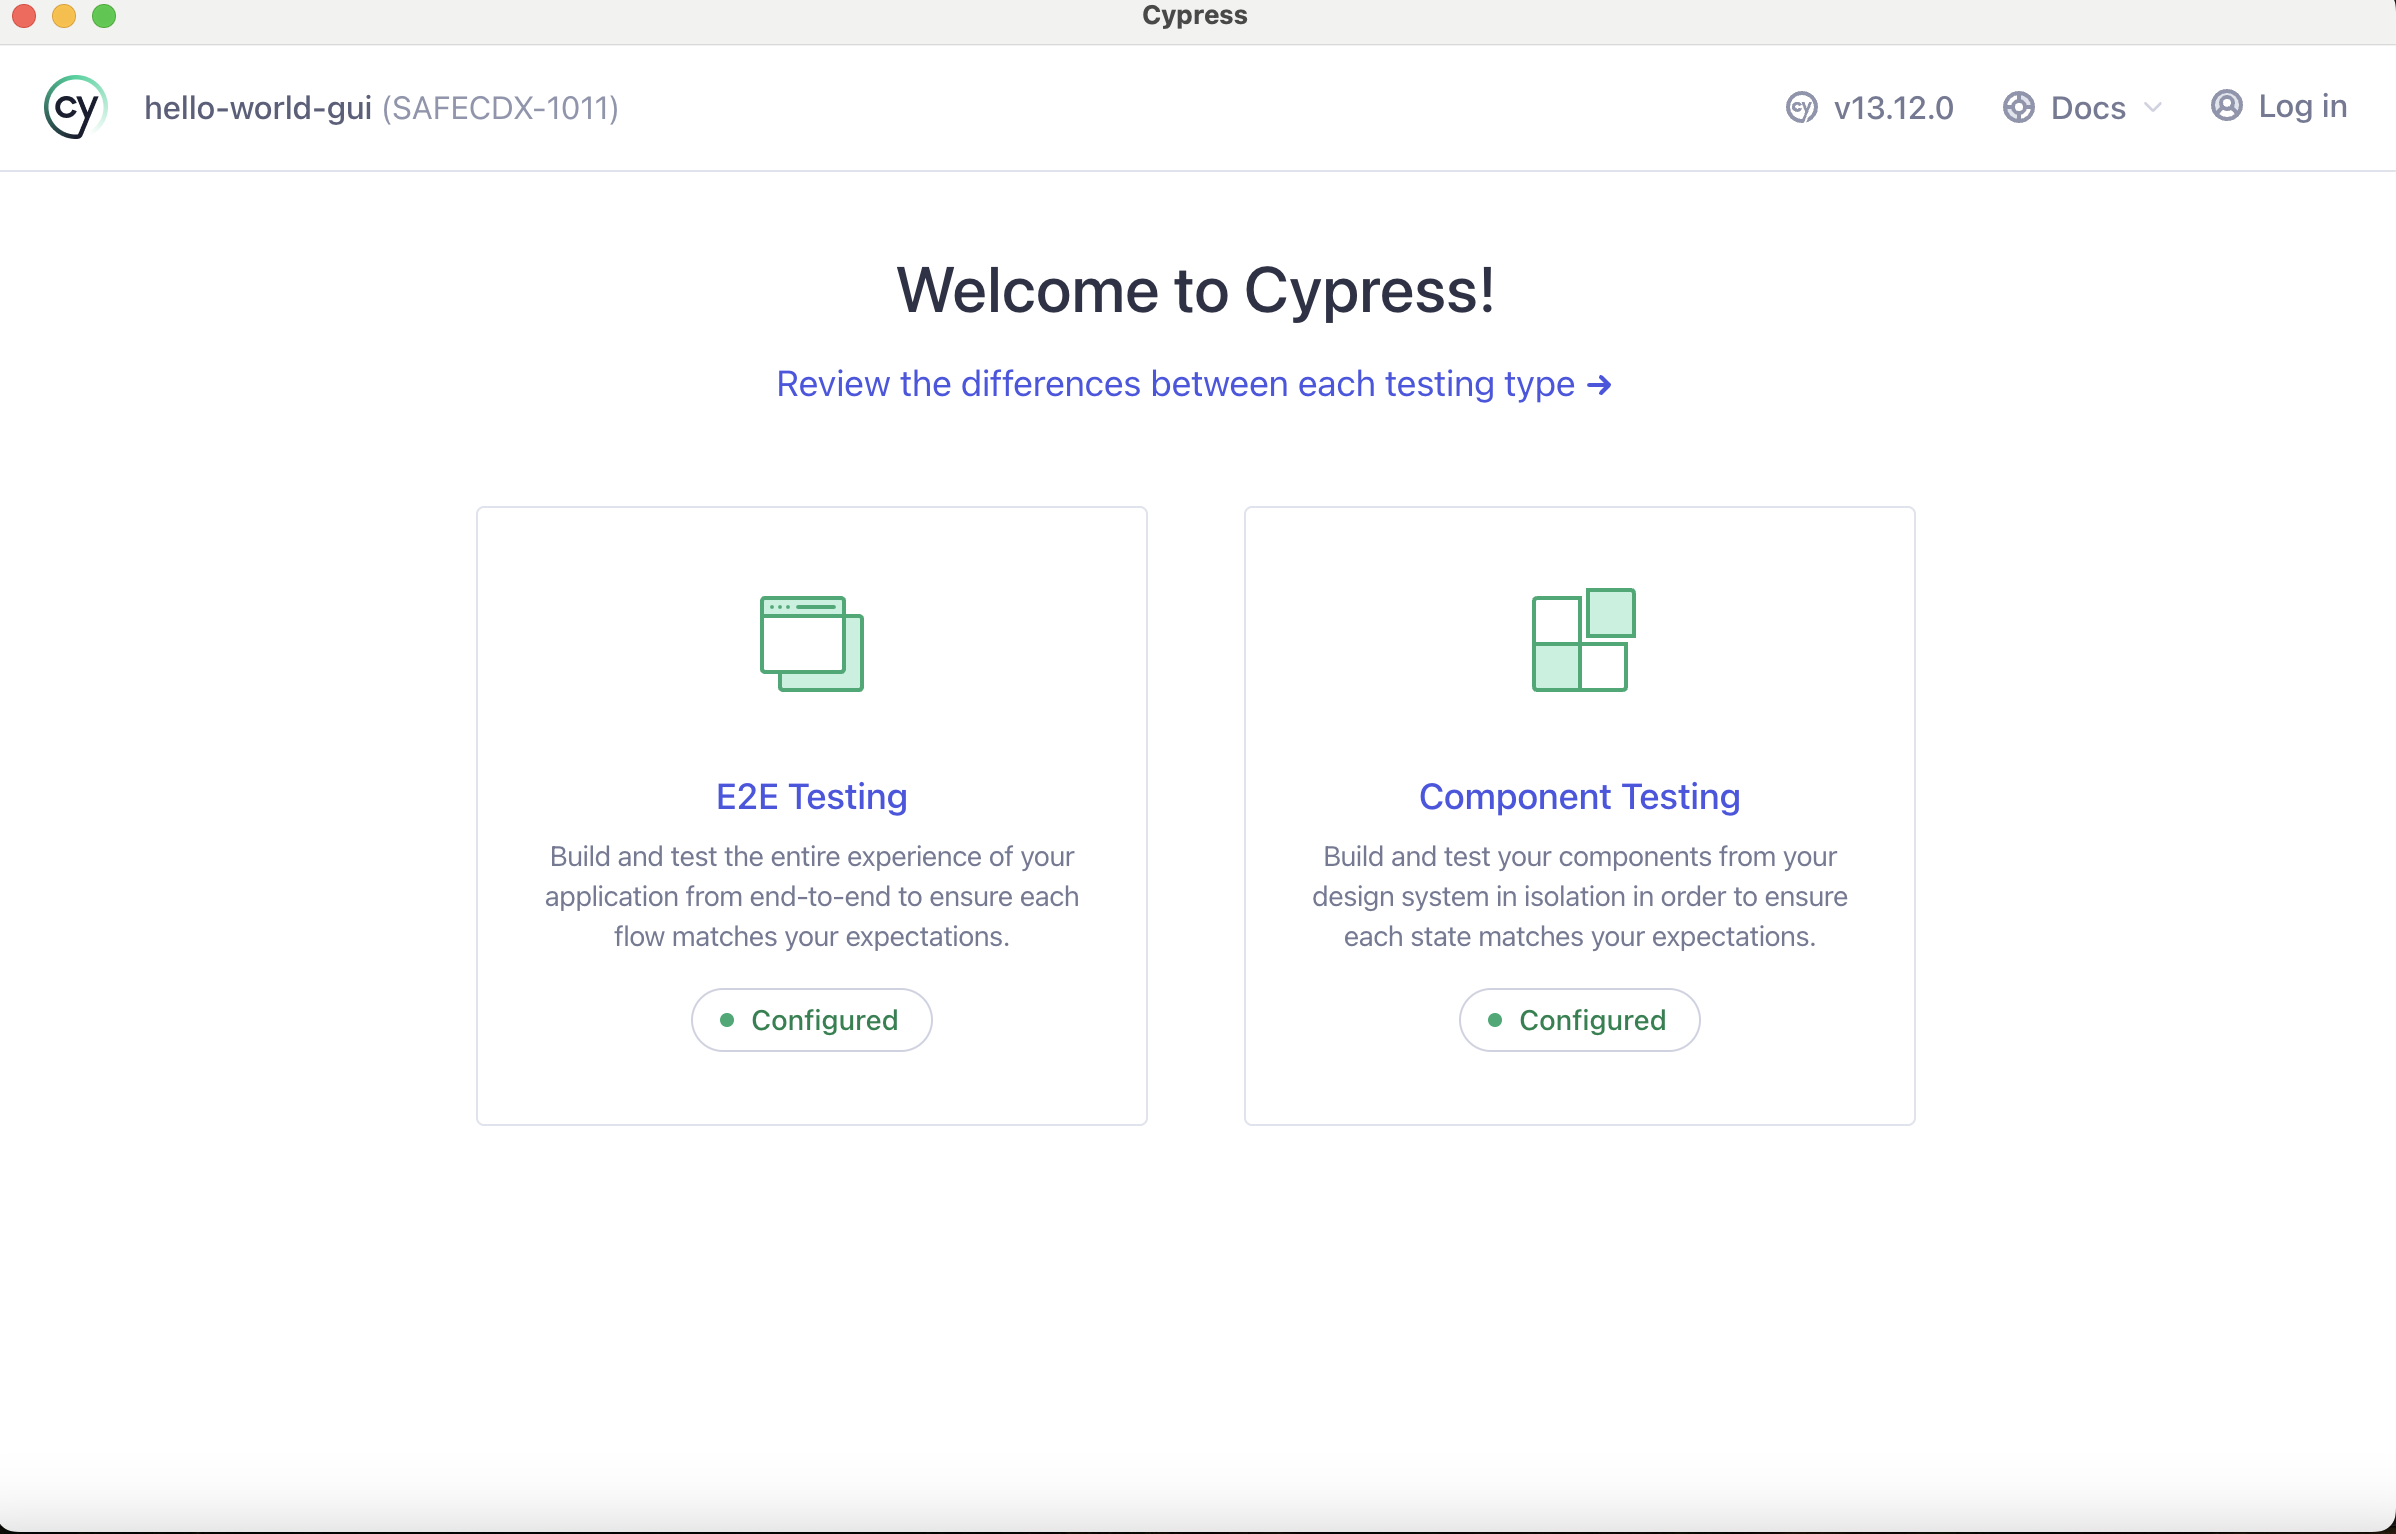 Cypress
cy hello-world-gui (SAFECDX-1011)
cy v13.12.0 Docs Log in
Welcome to Cypress!
Review the differences between each testing type →
E2E Testing
Build and test the entire experience of your
application from end-to-end to ensure each
flow matches your expectations.
Configured
Component Testing
Build and test your components from your
design system in isolation in order to ensure
each state matches your expectations.
Configured